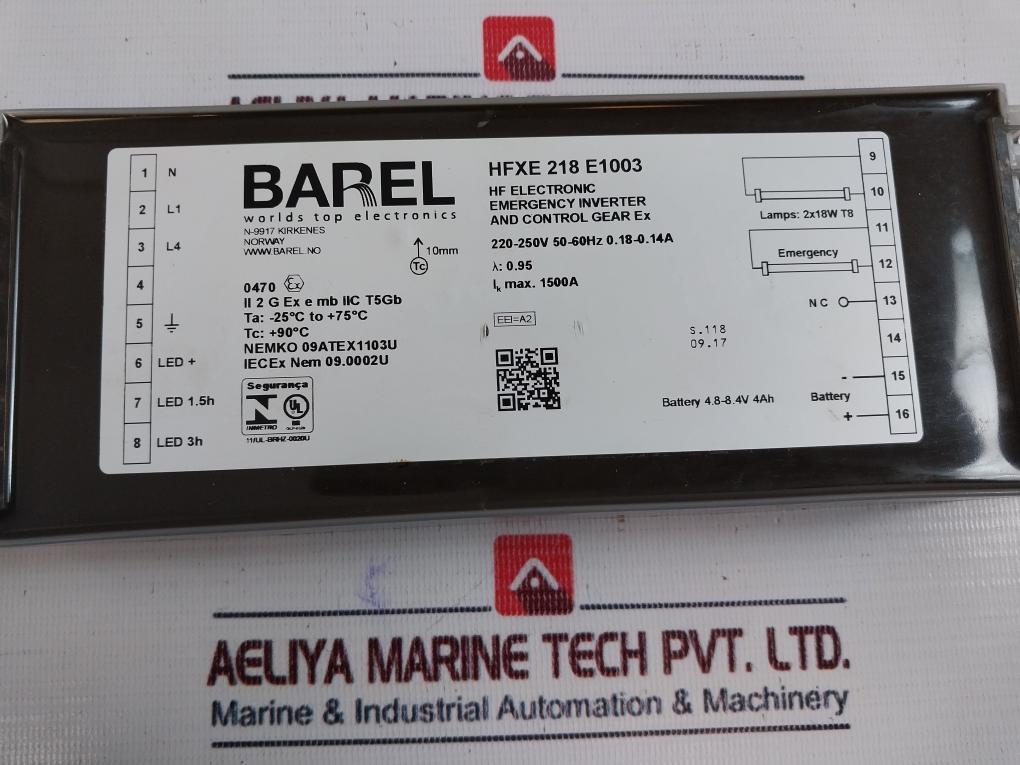 1 N
2 L1
3 L4
4
5
6 LED +
7 LED 1.5h
8 LED 3h
BAREL
worlds top electronics
N-9917 KIRKENES
NORWAY
WWW.BAREL.NO
10mm
Tc
0470 Ex
II 2 G Ex e mb IIC T5Gb
Ta: -25°C to +75°C
Tc: +90°C
NEMKO 09ATEX1103U
IECEx Nem 09.0002U
Segurança
UL
INMETRO
11/UL-BRHZ-0020U
HFXE 218 E1003
HF ELECTRONIC
EMERGENCY INVERTER
AND CONTROL GEAR Ex
220-250V 50-60Hz 0.18-0.14A
λ: 0.95
Ik max. 1500A
EEI=A2
S.118
09.17
Battery 4.8-8.4V 4Ah
9
10
Lamps: 2x18W T8
11
Emergency
12
NC 13
14
- 15
Battery
+ 16
AELIYA MARINE TECH PVT. LTD.
Marine & Industrial Automation & Machinery